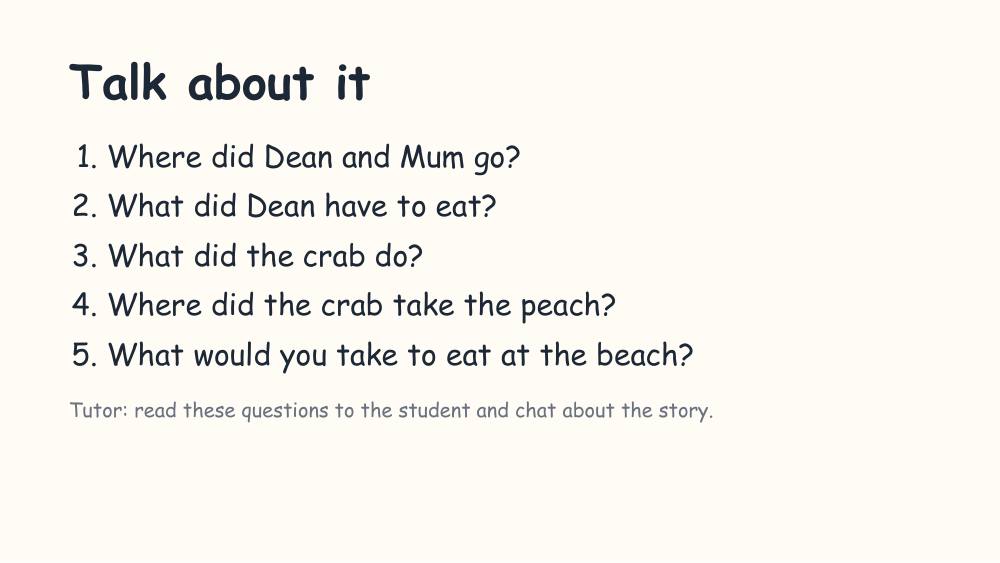 Talk about it
1. Where did Dean and Mum go?
2. What did Dean have to eat?
3. What did the crab do?
4. Where did the crab take the peach?
5. What would you take to eat at the beach?
Tutor: read these questions to the student and chat about the story.